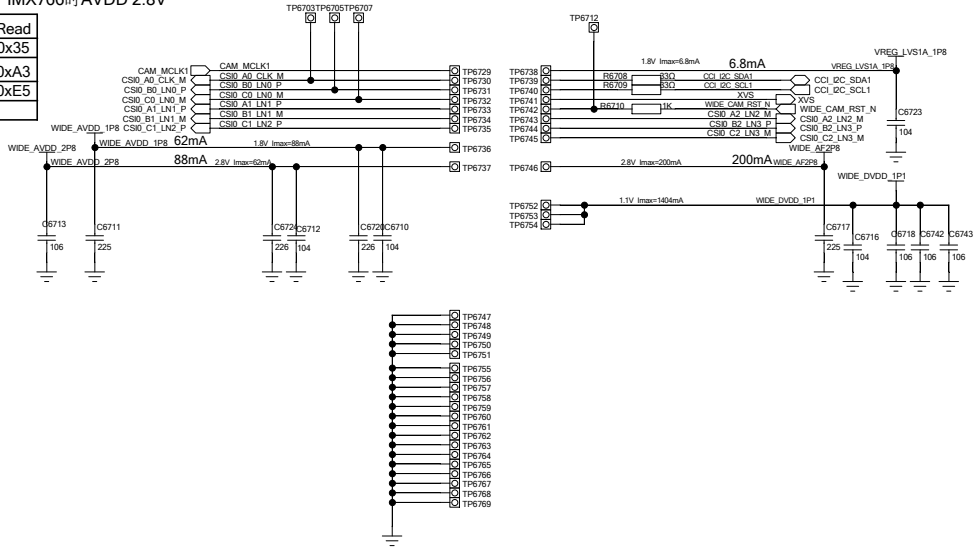 IMX766的 AVDD 2.8V
Read
0x35
0xA3
0xE5
TP6703 TP6705 TP6707
CAM_MCLK1 CAM_MCLK1 TP6729
CSI0_A0_CLK_M CSI0_A0_CLK_M TP6730
CSI0_B0_LN0_P CSI0_B0_LN0_P TP6731
CSI0_C0_LN0_M CSI0_C0_LN0_M TP6732
CSI0_A1_LN1_P CSI0_A1_LN1_P TP6733
CSI0_B1_LN1_M CSI0_B1_LN1_M TP6734
CSI0_C1_LN2_P CSI0_C1_LN2_P TP6735
WIDE_AVDD_1P8
WIDE_AVDD_1P8 62mA 1.8V Imax=88mA TP6736
WIDE_AVDD_2P8
WIDE_AVDD_2P8 88mA 2.8V Imax=62mA TP6737
C6713
106
C6711
225
C6724
226
C6712
104
C6720
226
C6710
104
TP6712
VREG_LVS1A_1P8
TP6738 1.8V Imax=6.8mA 6.8mA VREG_LVS1A_1P8
TP6739 R6708 33Ω CCI_I2C_SDA1 CCI_I2C_SDA1
TP6740 R6709 33Ω CCI_I2C_SCL1 CCI_I2C_SCL1
TP6741 XVS XVS
TP6742 R6710 1K WIDE_CAM_RST_N WIDE_CAM_RST_N
TP6743 CSI0_A2_LN2_M CSI0_A2_LN2_M
TP6744 CSI0_B2_LN3_P CSI0_B2_LN3_P
TP6745 CSI0_C2_LN3_M CSI0_C2_LN3_M
C6723
104
WIDE_AF2P8
TP6746 2.8V Imax=200mA 200mA WIDE_AF2P8
WIDE_DVDD_1P1
TP6752 1.1V Imax=1404mA WIDE_DVDD_1P1
TP6753
TP6754
C6717
225
C6716
104
C6718
106
C6742
106
C6743
106
TP6747
TP6748
TP6749
TP6750
TP6751
TP6755
TP6756
TP6757
TP6758
TP6759
TP6760
TP6761
TP6762
TP6763
TP6764
TP6765
TP6766
TP6767
TP6768
TP6769